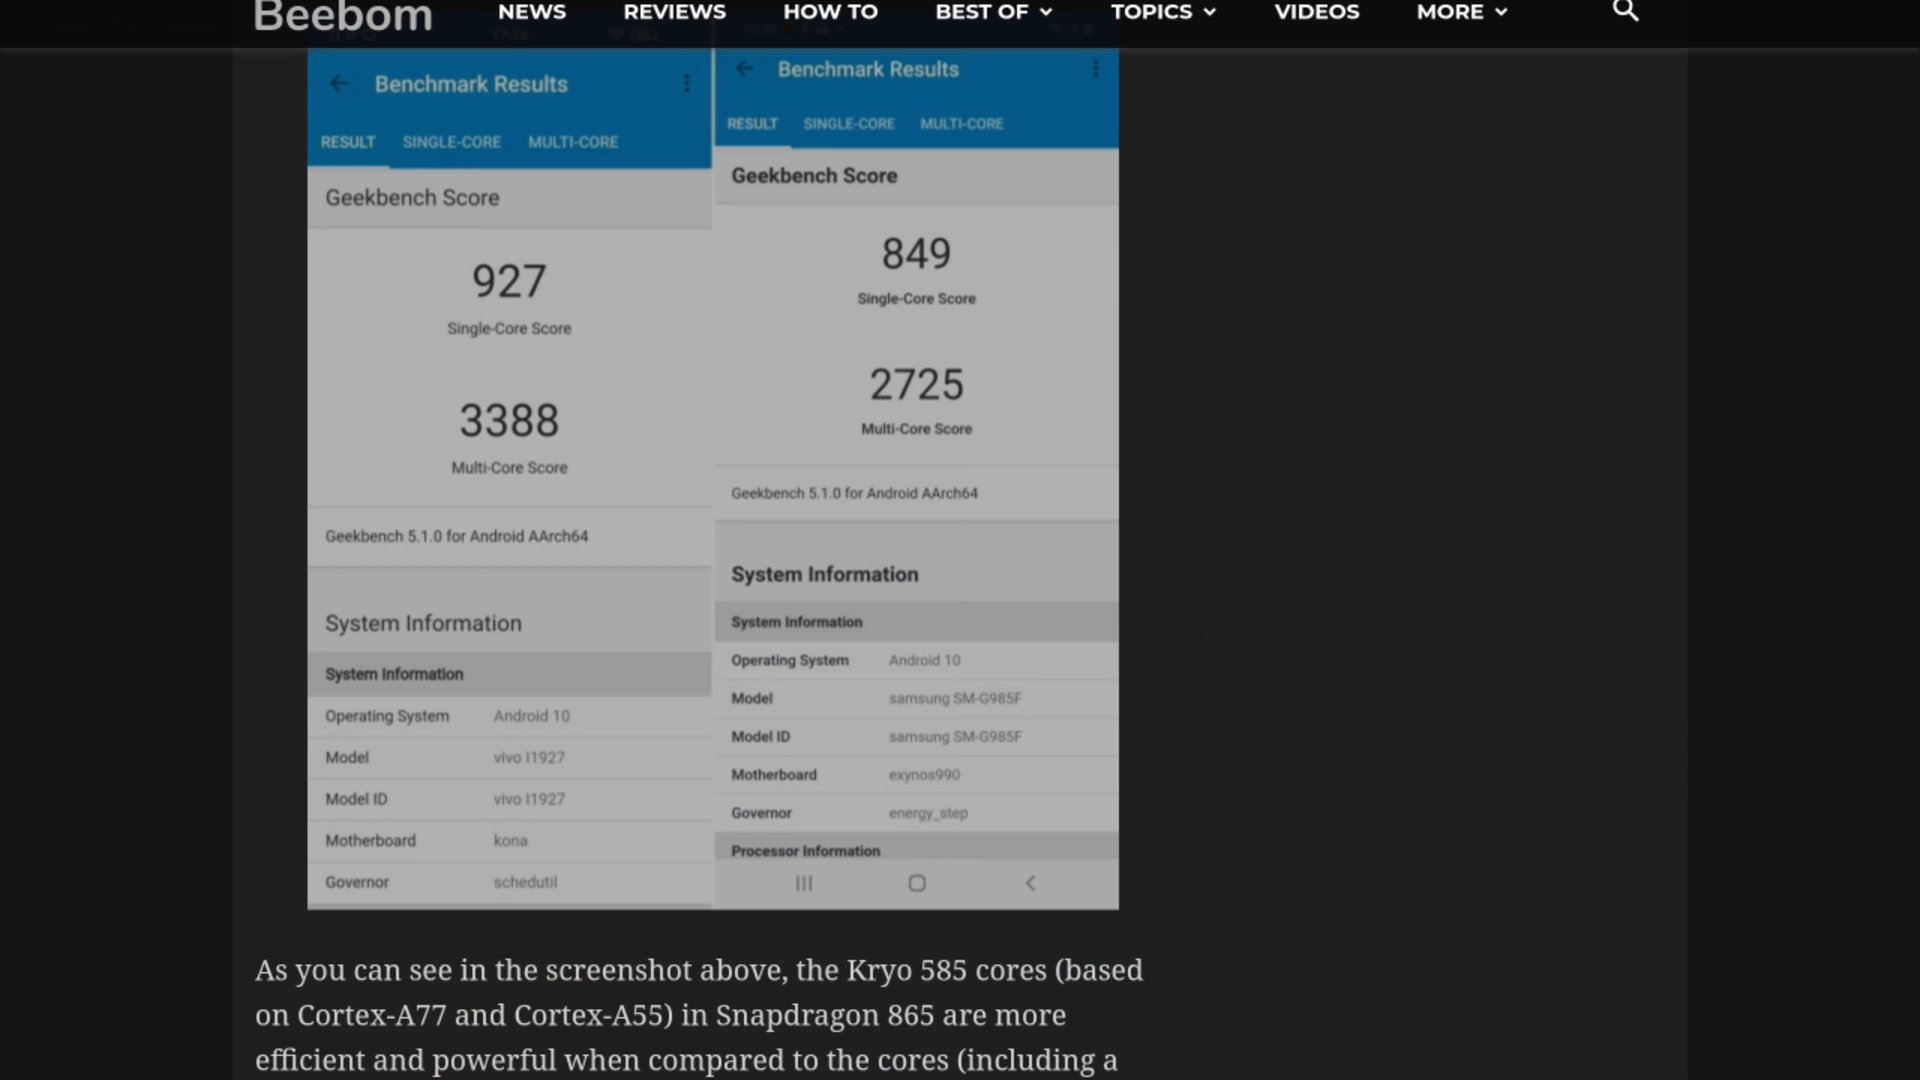 Beebom
NEWS
REVIEWS
HOW TO
BEST OF
TOPICS
VIDEOS
MORE
Benchmark Results
RESULT
SINGLE-CORE
MULTI-CORE
Geekbench Score
927
Single-Core Score
3388
Multi-Core Score
Geekbench 5.1.0 for Android AArch64
System Information
System Information
Operating System Android 10
Model vivo I1927
Model ID vivo I1927
Motherboard kona
Governor schedutil
Benchmark Results
RESULT
SINGLE-CORE
MULTI-CORE
Geekbench Score
849
Single-Core Score
2725
Multi-Core Score
Geekbench 5.1.0 for Android AArch64
System Information
System Information
Operating System Android 10
Model samsung SM-G985F
Model ID samsung SM-G985F
Motherboard exynos990
Governor energy_step
Processor Information
As you can see in the screenshot above, the Kryo 585 cores (based
on Cortex-A77 and Cortex-A55) in Snapdragon 865 are more
efficient and powerful when compared to the cores (including a